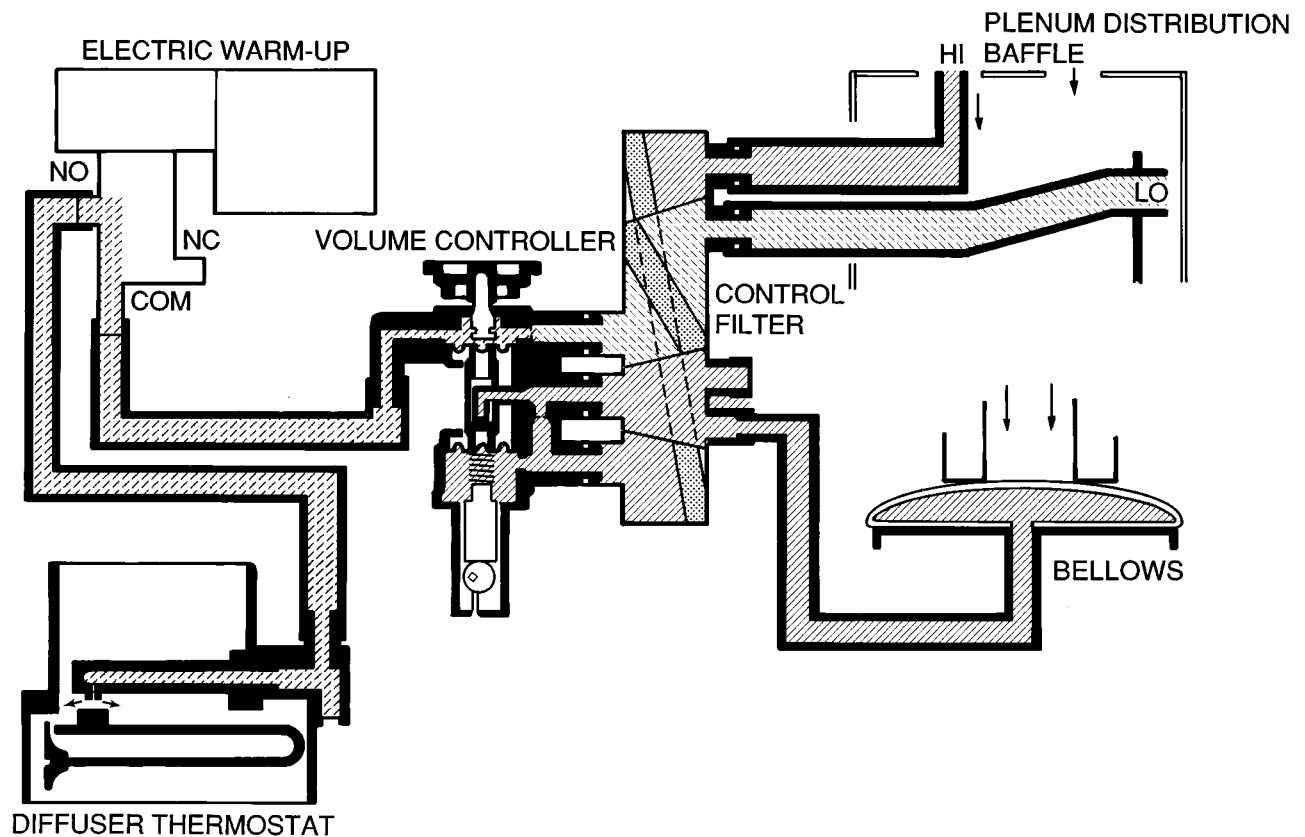 ELECTRIC WARM-UP
PLENUM DISTRIBUTION
BAFFLE
HI
NO
LO
NC
VOLUME CONTROLLER
COM
CONTROL
FILTER
BELLOWS
DIFFUSER THERMOSTAT